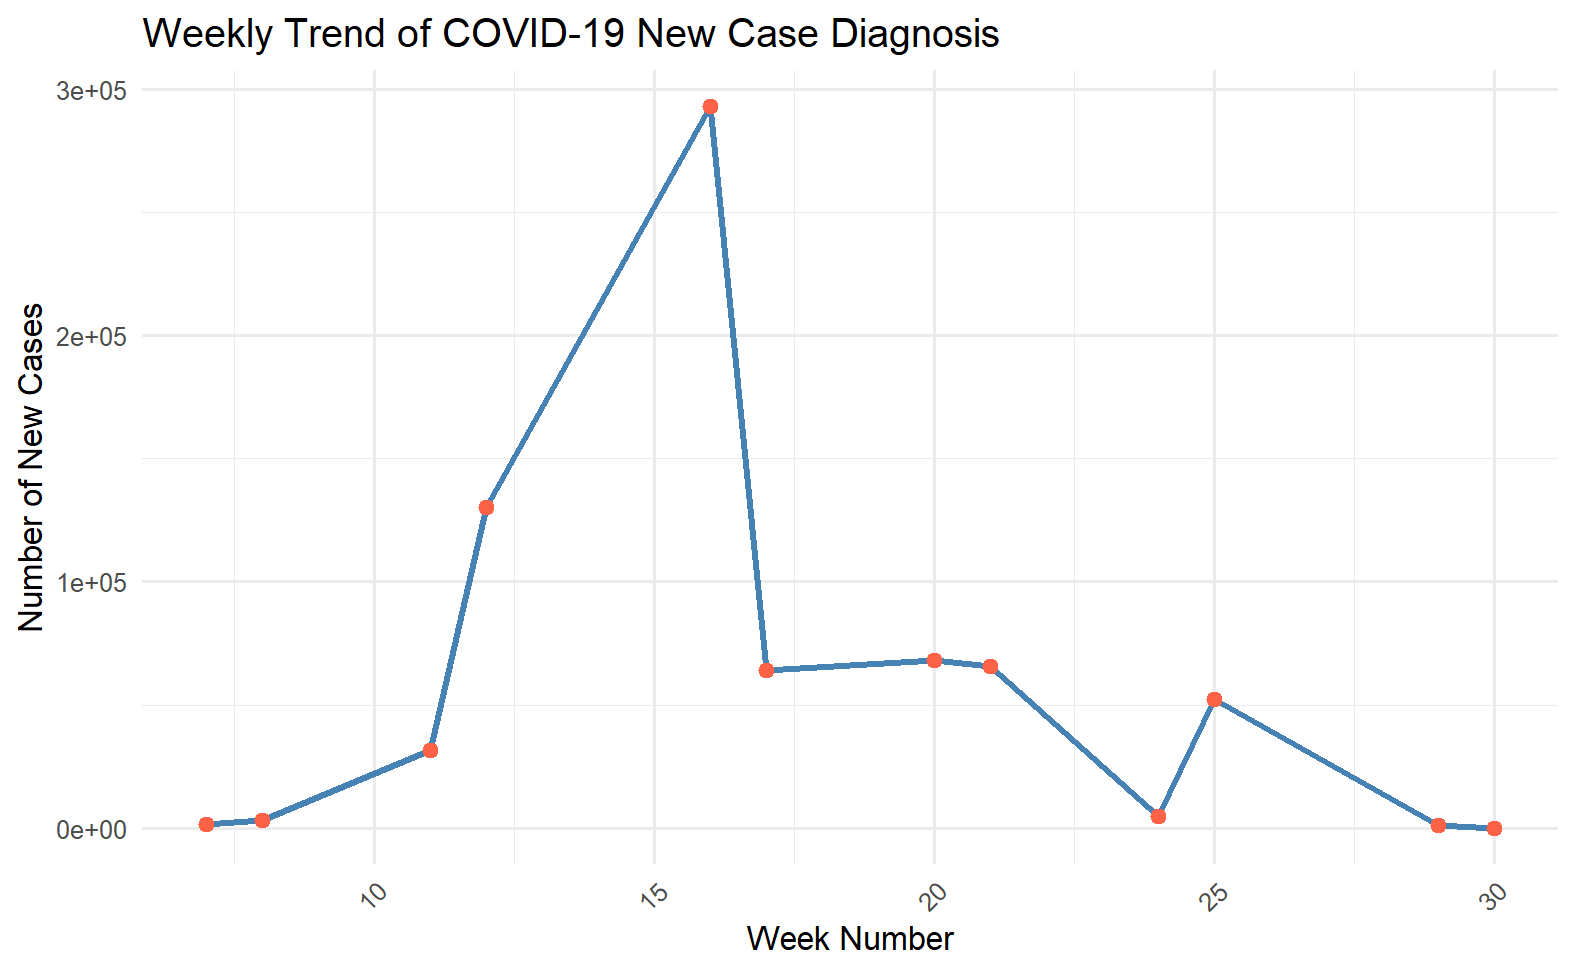 Weekly Trend of COVID-19 New Case Diagnosis
Number of New Cases
3e+05
2e+05
1e+05
0e+00
10
15
20
25
30
Week Number